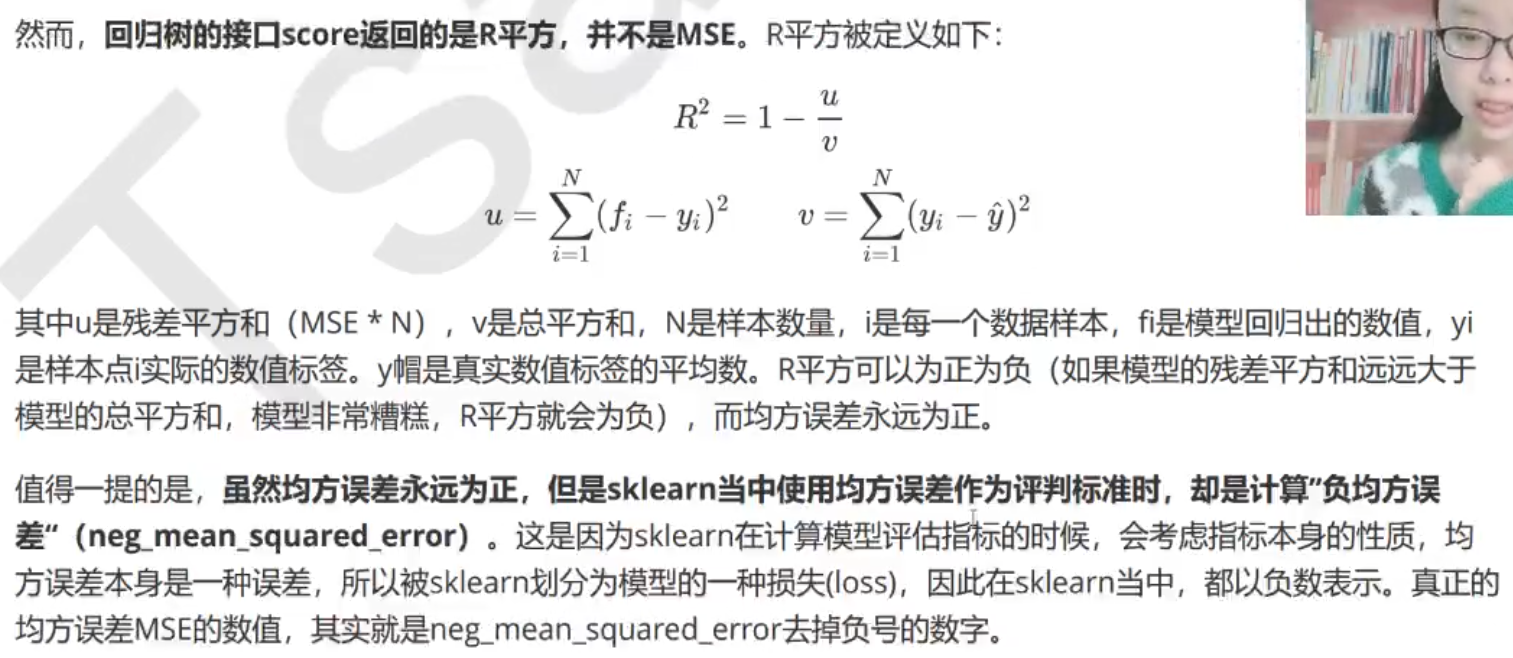 然而，回归树的接口score返回的是R平方，并不是MSE。R平方被定义如下：
R² = 1 − u/v
u = ∑_{i=1}^{N}(f_i − y_i)² v = ∑_{i=1}^{N}(y_i − ŷ)²
其中u是残差平方和（MSE * N），v是总平方和，N是样本数量，i是每一个数据样本，fi是模型回归出的数值，yi
是样本点i实际的数值标签。y帽是真实数值标签的平均数。R平方可以为正为负（如果模型的残差平方和远远大于
模型的总平方和，模型非常糟糕，R平方就会为负），而均方误差永远为正。
值得一提的是，虽然均方误差永远为正，但是sklearn当中使用均方误差作为评判标准时，却是计算”负均方误
差“（neg_mean_squared_error）。这是因为sklearn在计算模型评估指标的时候，会考虑指标本身的性质，均
方误差本身是一种误差，所以被sklearn划分为模型的一种损失(loss)，因此在sklearn当中，都以负数表示。真正的
均方误差MSE的数值，其实就是neg_mean_squared_error去掉负号的数字。